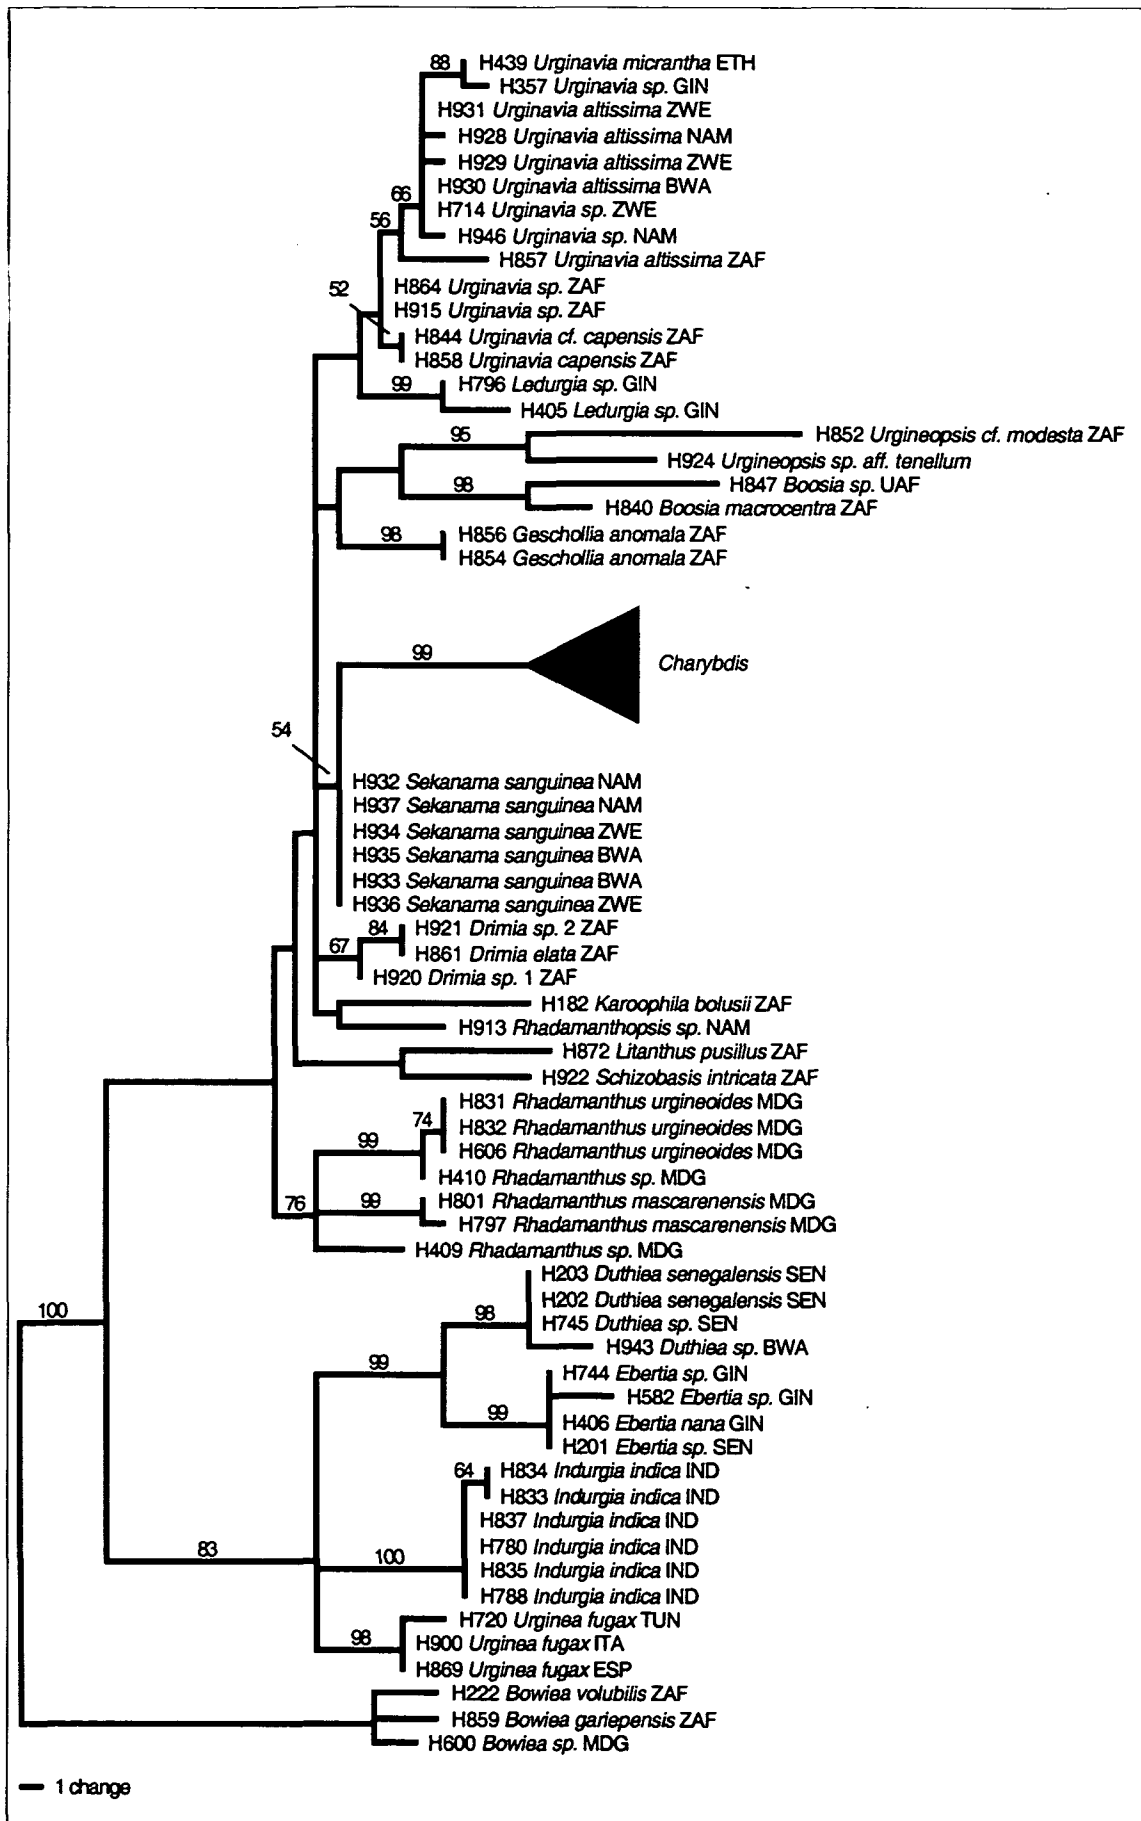 88
H439 Urginavia micrantha ETH
H357 Urginavia sp. GIN
H931 Urginavia altissima ZWE
H928 Urginavia altissima NAM
H929 Urginavia altissima ZWE
H930 Urginavia altissima BWA
66
H714 Urginavia sp. ZWE
56
H946 Urginavia sp. NAM
H857 Urginavia altissima ZAF
52
H864 Urginavia sp. ZAF
H915 Urginavia sp. ZAF
H844 Urginavia cf. capensis ZAF
H858 Urginavia capensis ZAF
99
H796 Ledurgia sp. GIN
H405 Ledurgia sp. GIN
95
H852 Urgineopsis cf. modesta ZAF
H924 Urgineopsis sp. aff. tenellum
98
H847 Boosia sp. UAF
H840 Boosia macrocentra ZAF
98
H856 Geschollia anomala ZAF
H854 Geschollia anomala ZAF
99
Charybdis
54
H932 Sekanama sanguinea NAM
H937 Sekanama sanguinea NAM
H934 Sekanama sanguinea ZWE
H935 Sekanama sanguinea BWA
H933 Sekanama sanguinea BWA
H936 Sekanama sanguinea ZWE
84
H921 Drimia sp. 2 ZAF
67
H861 Drimia elata ZAF
H920 Drimia sp. 1 ZAF
H182 Karoophila bolusii ZAF
H913 Rhadamanthopsis sp. NAM
H872 Litanthus pusillus ZAF
H922 Schizobasis intricata ZAF
H831 Rhadamanthus urgineoides MDG
74
H832 Rhadamanthus urgineoides MDG
99
H606 Rhadamanthus urgineoides MDG
H410 Rhadamanthus sp. MDG
76
99
H801 Rhadamanthus mascarenensis MDG
H797 Rhadamanthus mascarenensis MDG
H409 Rhadamanthus sp. MDG
H203 Duthiea senegalensis SEN
H202 Duthiea senegalensis SEN
100
98
H745 Duthiea sp. SEN
H943 Duthiea sp. BWA
99
H744 Ebertia sp. GIN
H582 Ebertia sp. GIN
99
H406 Ebertia nana GIN
H201 Ebertia sp. SEN
64
H834 Indurgia indica IND
H833 Indurgia indica IND
H837 Indurgia indica IND
83
H780 Indurgia indica IND
100
H835 Indurgia indica IND
H788 Indurgia indica IND
H720 Urginea fugax TUN
98
H900 Urginea fugax ITA
H869 Urginea fugax ESP
H222 Bowiea volubilis ZAF
H859 Bowiea gariepensis ZAF
H600 Bowiea sp. MDG
1 change